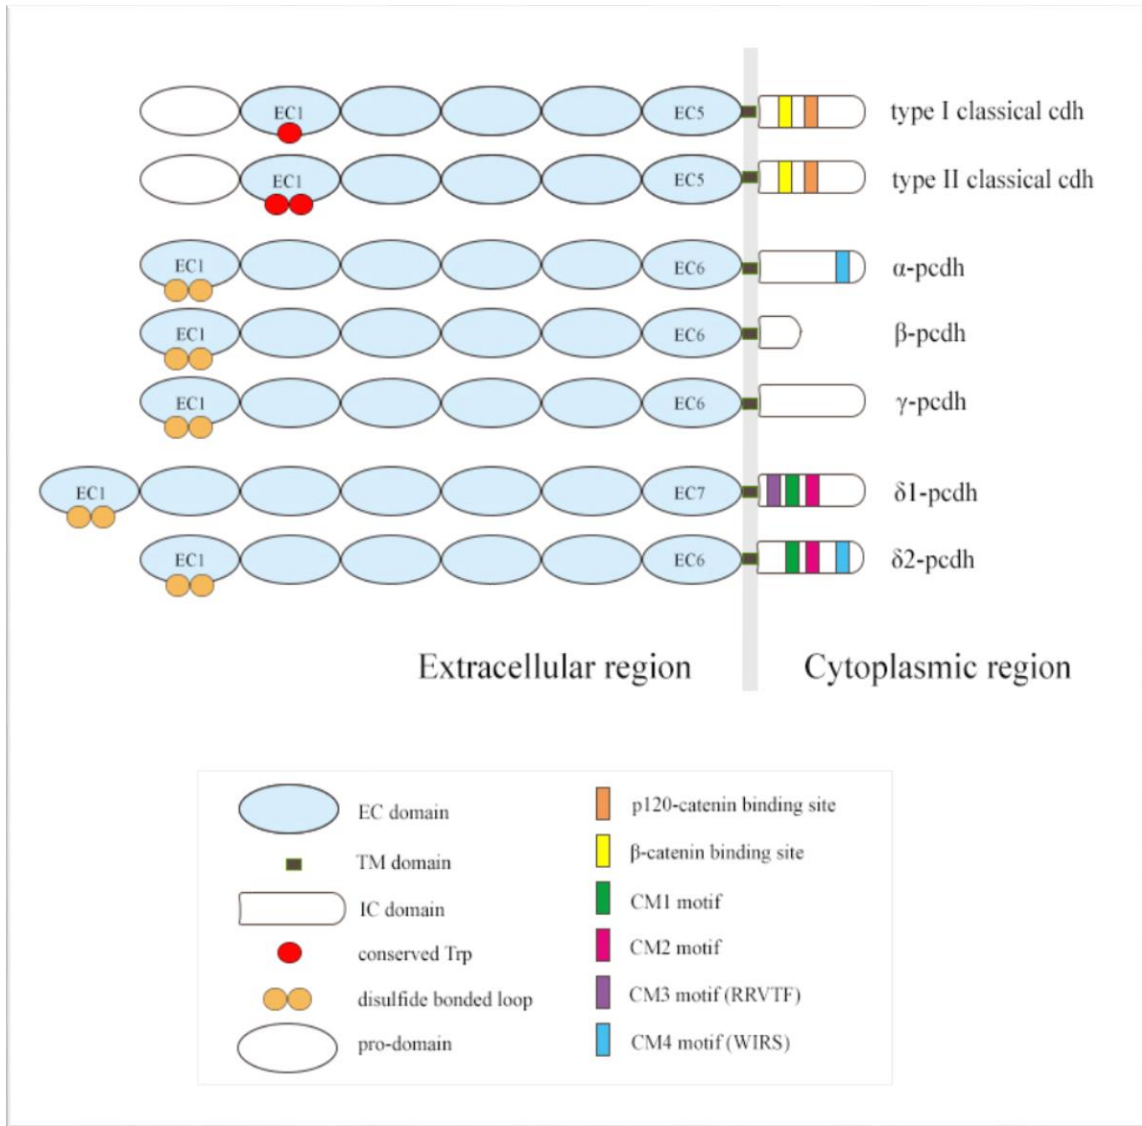 EC1 EC5 type I classical cdh
EC1 EC5 type II classical cdh
EC1 EC6 α-pcdh
EC1 EC6 β-pcdh
EC1 EC6 γ-pcdh
EC1 EC7 δ1-pcdh
EC1 EC6 δ2-pcdh
Extracellular region Cytoplasmic region
EC domain
TM domain
IC domain
conserved Trp
disulfide bonded loop
pro-domain
p120-catenin binding site
β-catenin binding site
CM1 motif
CM2 motif
CM3 motif (RRVTF)
CM4 motif (WIRS)